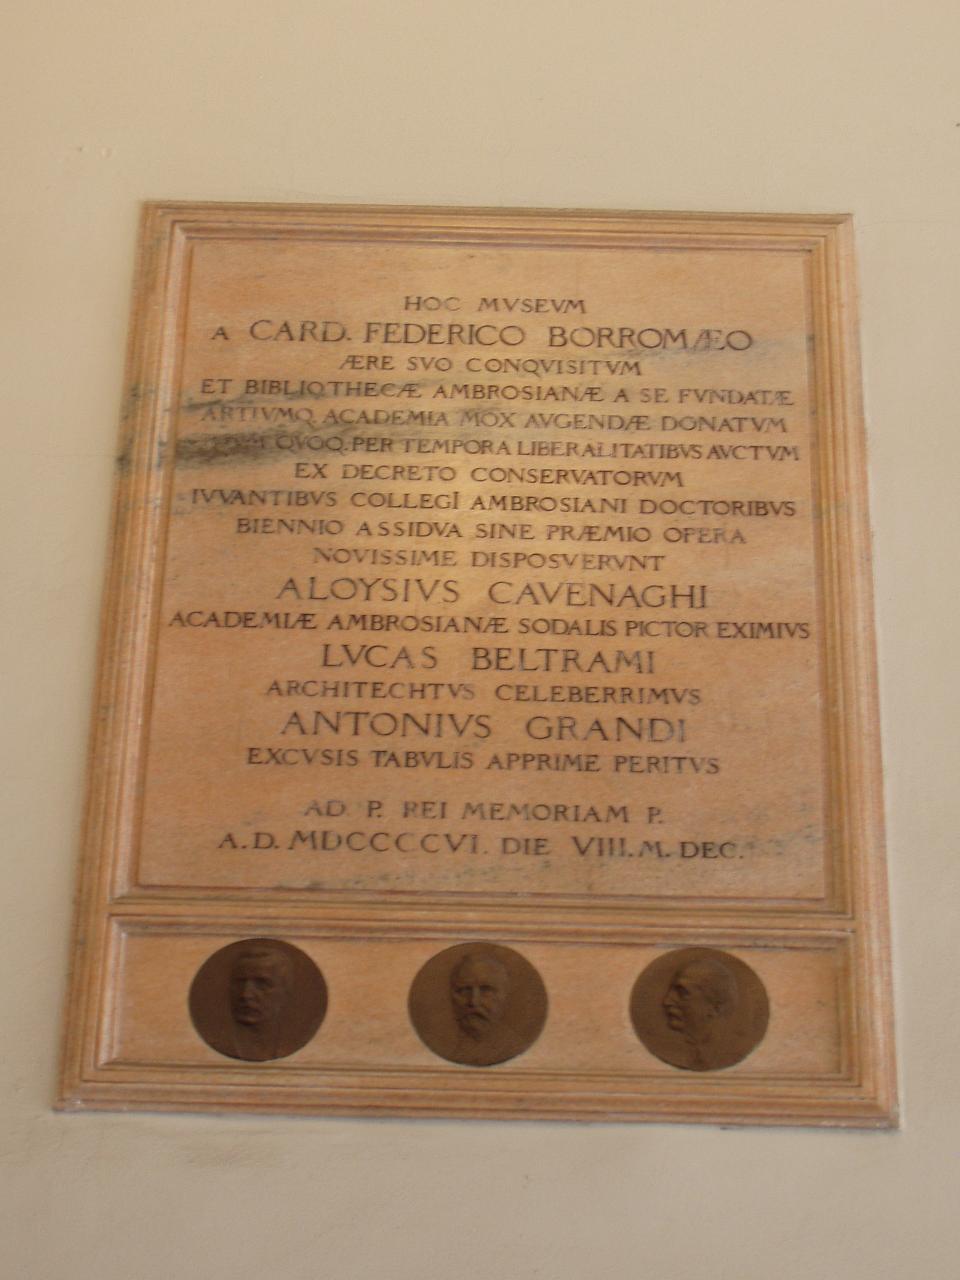 HOC MVSEVM
A CARD. FEDERICO BORROMÆO
ÆRE SVO CONQVISITVM
ET BIBLIOTHECÆ AMBROSIANÆ A SE FVNDATÆ
ARTIVMQ. ACADEMIA MOX AVGENDÆ DONATVM
QVOQ. PER TEMPORA LIBERALITATIBVS AVCTVM
EX DECRETO CONSERVATORVM
IVVANTIBVS COLLEGI AMBROSIANI DOCTORIBVS
BIENNIO ASSIDVA SINE PRÆMIO OPERA
NOVISSIME DISPOSVERVNT
ALOYSIVS CAVENAGHI
ACADEMIÆ AMBROSIANÆ SODALIS PICTOR EXIMIVS
LVCAS BELTRAMI
ARCHITECHTVS CELEBERRIMVS
ANTONIVS GRANDI
EXCVSIS TABVLIS APPRIME PERITVS
AD P. REI MEMORIAM P.
A.D. MDCCCCVI. DIE VIII. M. DEC.